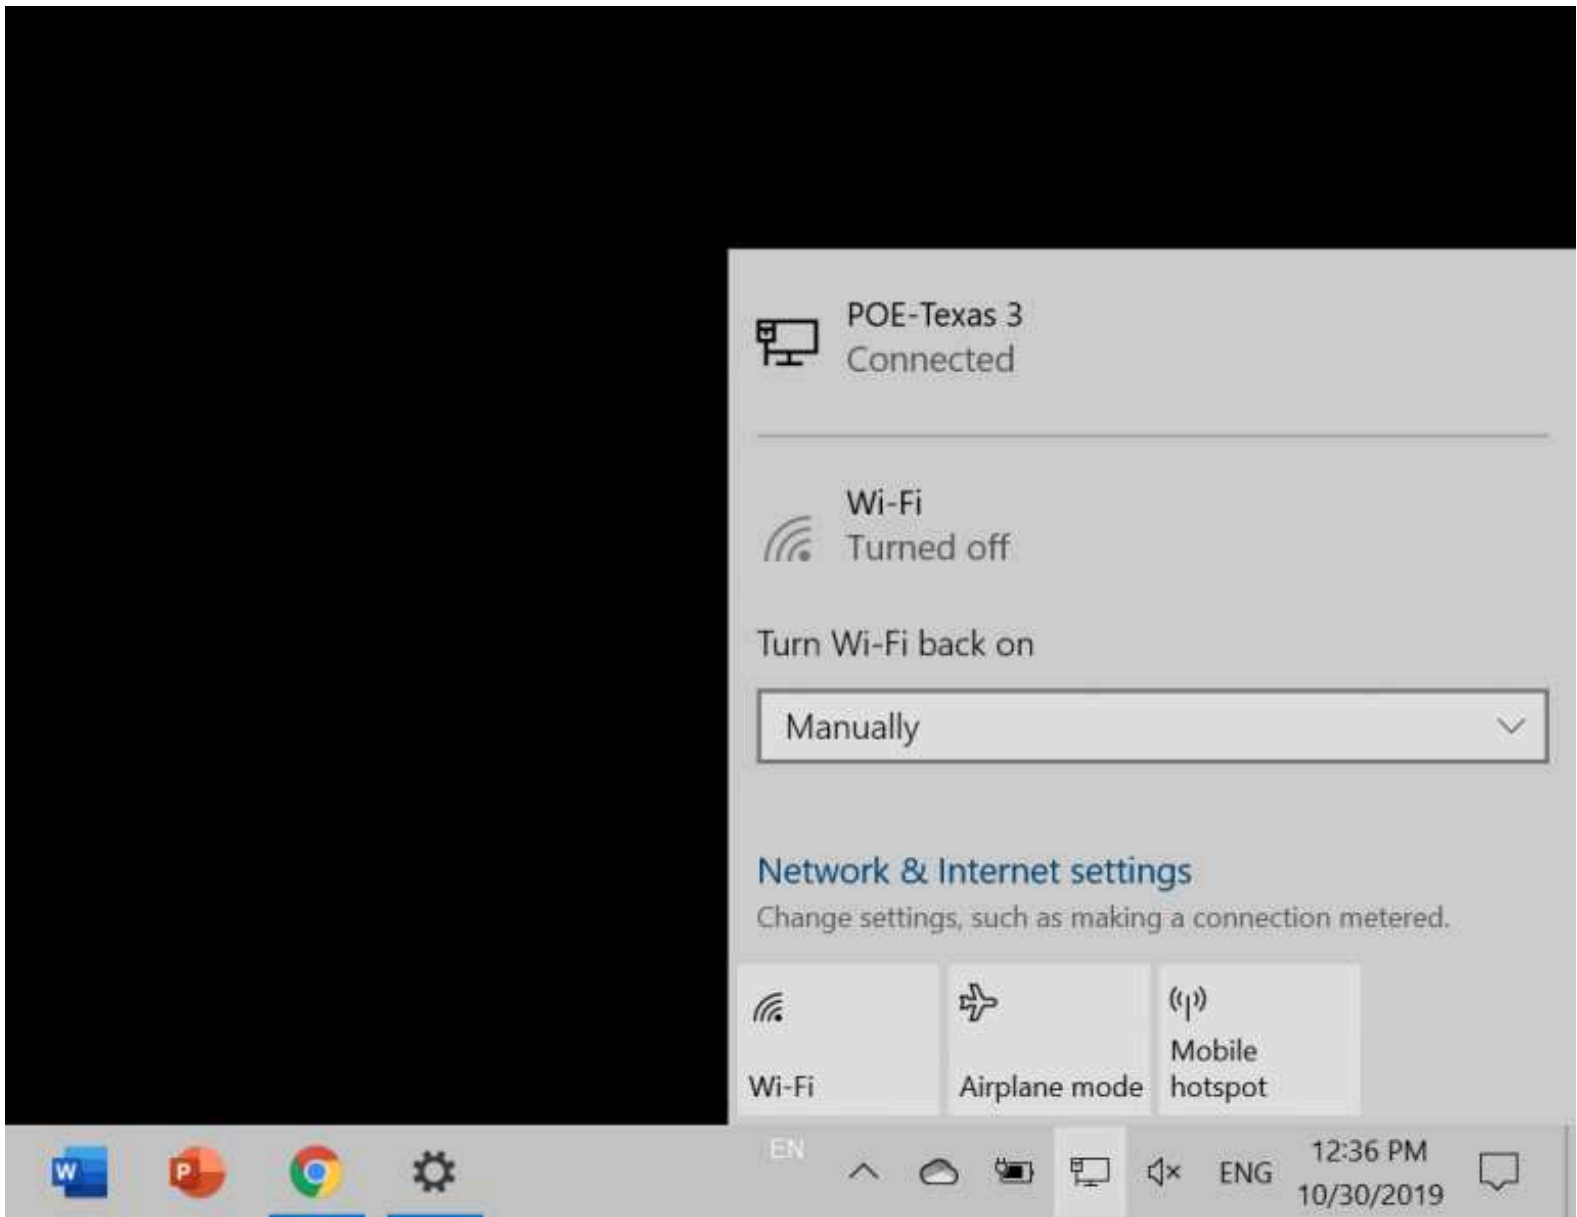 POE-Texas 3
Connected
Wi-Fi
Turned off
Turn Wi-Fi back on
Manually
Network & Internet settings
Change settings, such as making a connection metered.
Wi-Fi
Airplane mode
Mobile
hotspot
W
P
EN
ENG
12:36 PM
10/30/2019